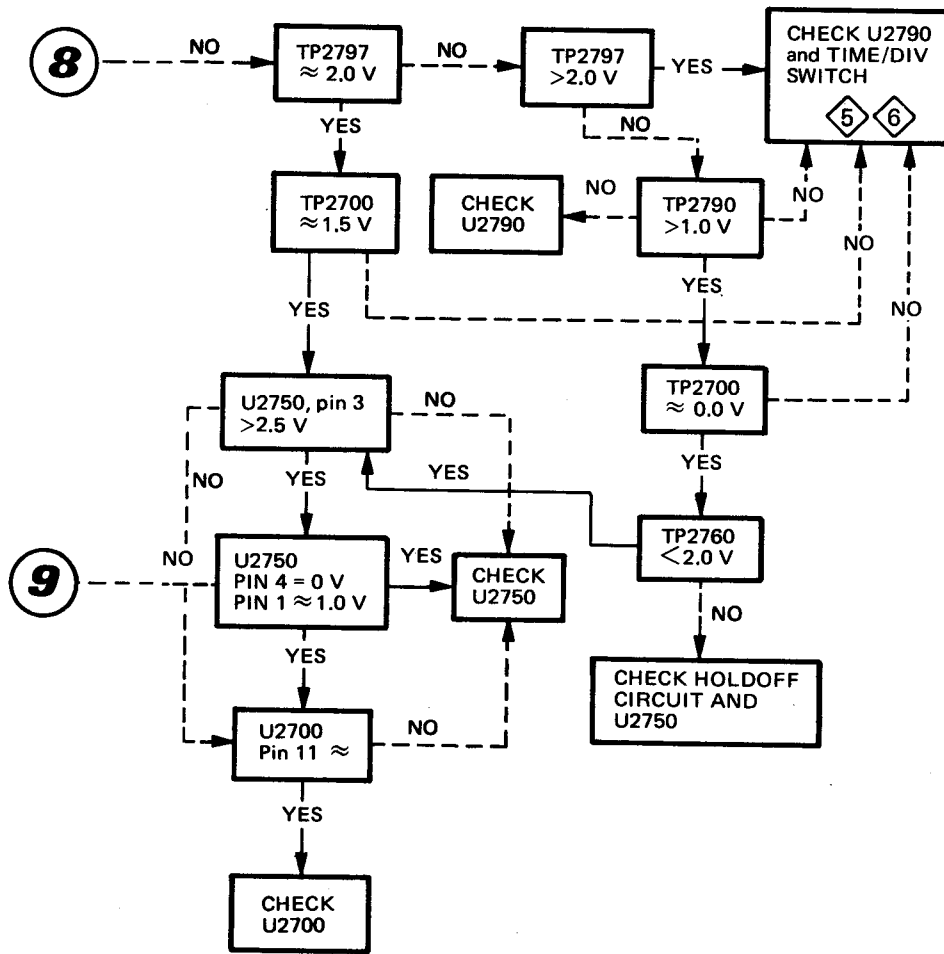 8
NO
TP2797
≈ 2.0 V
NO
TP2797
>2.0 V
YES
CHECK U2790
and TIME/DIV
SWITCH
5 6
YES
NO
TP2700
≈ 1.5 V
CHECK
U2790
NO
TP2790
>1.0 V
NO
NO
YES
YES
NO
U2750, pin 3
>2.5 V
NO
TP2700
≈ 0.0 V
NO
YES
YES
YES
9
NO
U2750
PIN 4 = 0 V
PIN 1 ≈ 1.0 V
YES
CHECK
U2750
TP2760
<2.0 V
YES
NO
U2700
Pin 11 ≈
NO
CHECK HOLDOFF
CIRCUIT AND
U2750
YES
CHECK
U2700